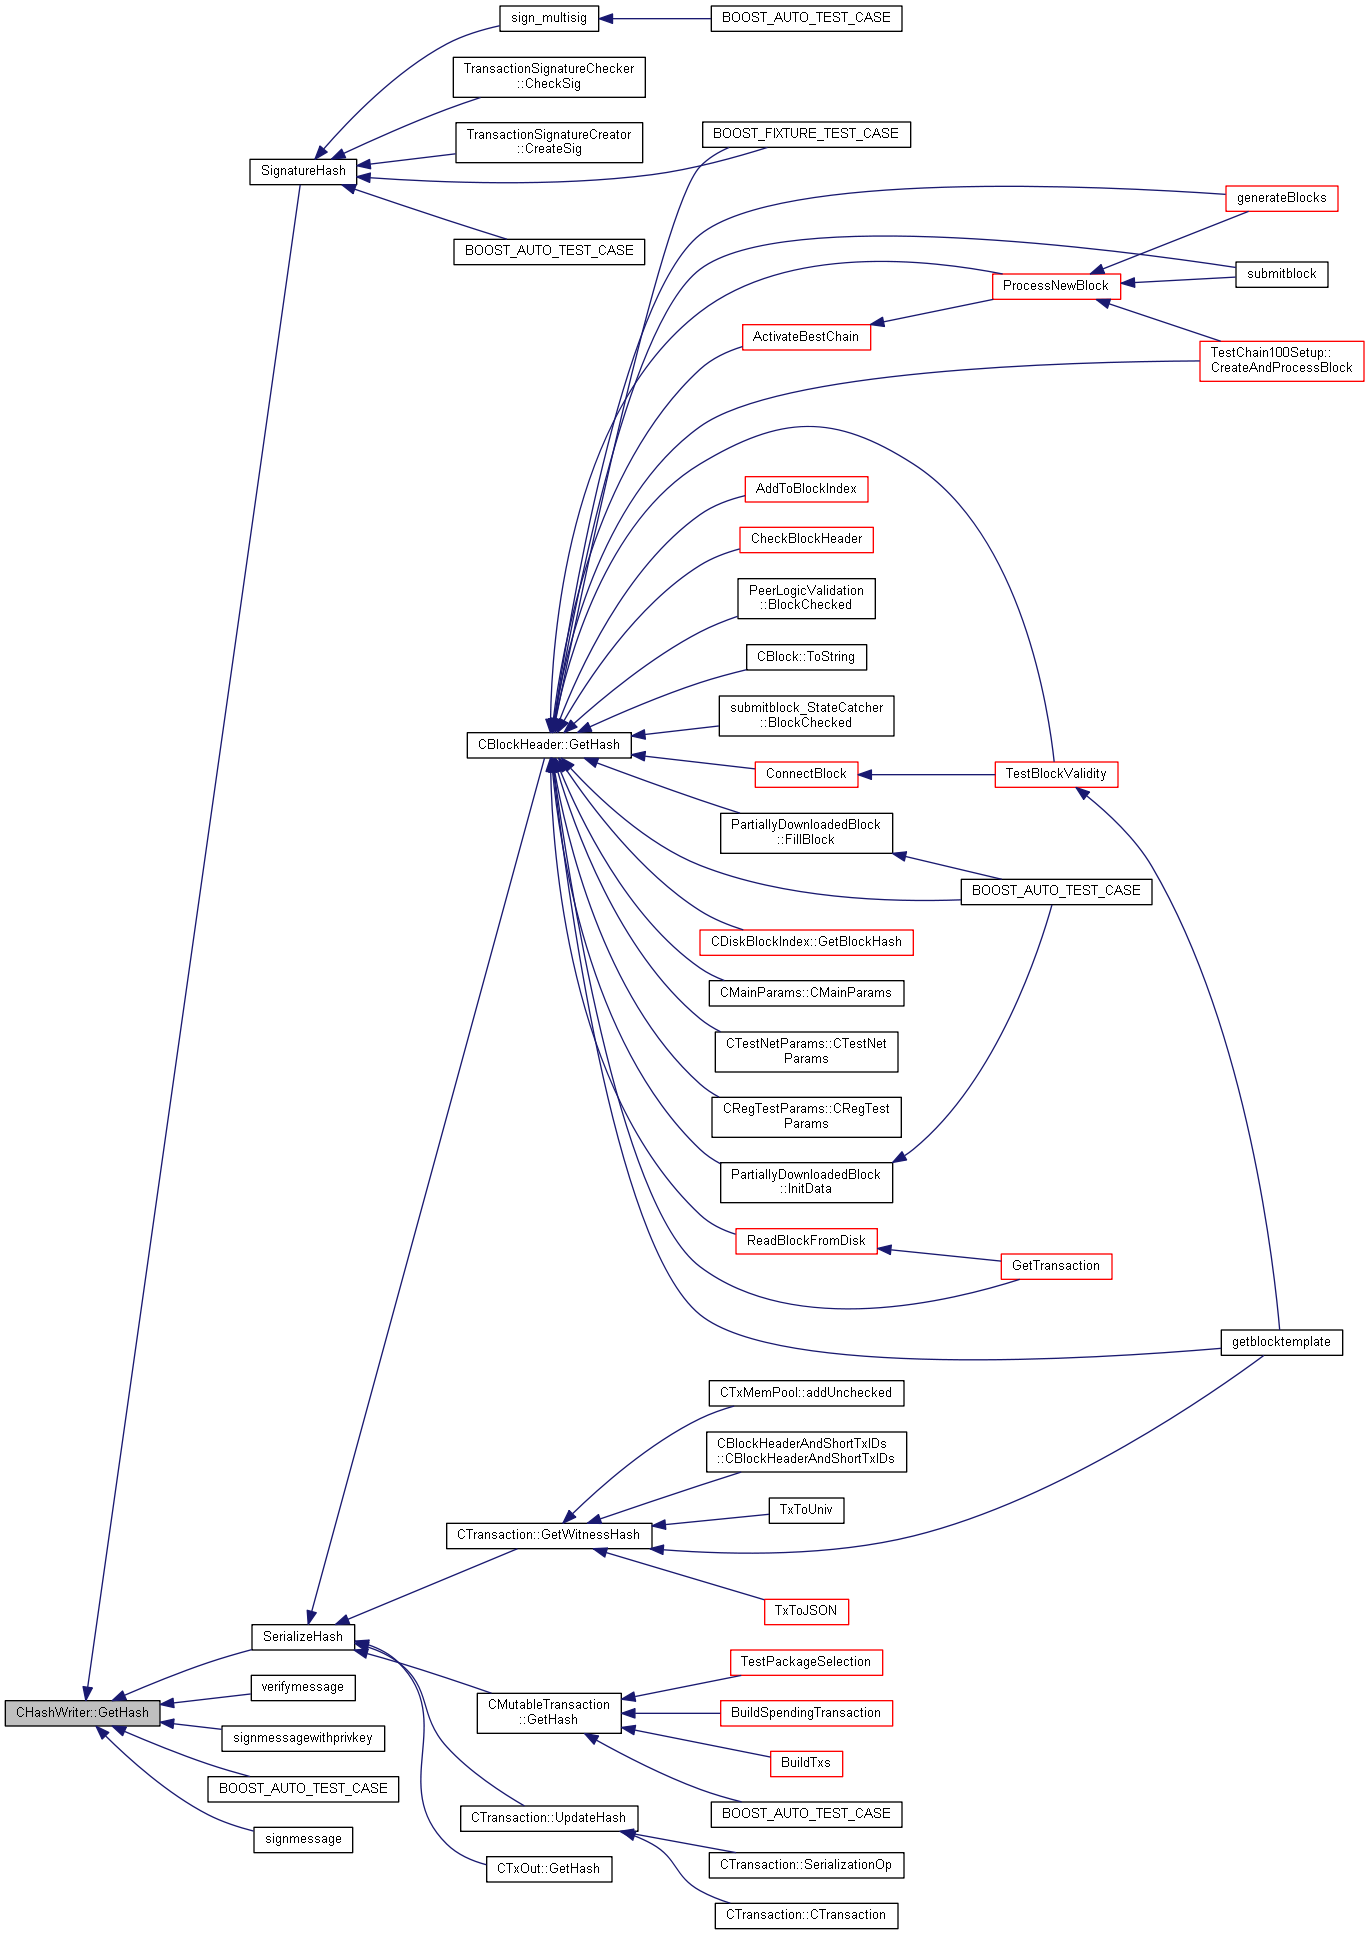 sign_multisig
BOOST_AUTO_TEST_CASE
TransactionSignatureChecker
::CheckSig
TransactionSignatureCreator
::CreateSig
BOOST_FIXTURE_TEST_CASE
SignatureHash
BOOST_AUTO_TEST_CASE
generateBlocks
submitblock
ProcessNewBlock
ActivateBestChain
TestChain100Setup::
CreateAndProcessBlock
AddToBlockIndex
CheckBlockHeader
PeerLogicValidation
::BlockChecked
CBlock::ToString
submitblock_StateCatcher
::BlockChecked
CBlockHeader::GetHash
ConnectBlock
TestBlockValidity
PartiallyDownloadedBlock
::FillBlock
BOOST_AUTO_TEST_CASE
CDiskBlockIndex::GetBlockHash
CMainParams::CMainParams
CTestNetParams::CTestNet
Params
CRegTestParams::CRegTest
Params
PartiallyDownloadedBlock
::InitData
ReadBlockFromDisk
GetTransaction
getblocktemplate
CTxMemPool::addUnchecked
CBlockHeaderAndShortTxIDs
::CBlockHeaderAndShortTxIDs
TxToUniv
CTransaction::GetWitnessHash
TxToJSON
SerializeHash
TestPackageSelection
verifymessage
CMutableTransaction
::GetHash
CHashWriter::GetHash
BuildSpendingTransaction
signmessagewithprivkey
BuildTxs
BOOST_AUTO_TEST_CASE
BOOST_AUTO_TEST_CASE
CTransaction::UpdateHash
signmessage
CTransaction::SerializationOp
CTxOut::GetHash
CTransaction::CTransaction